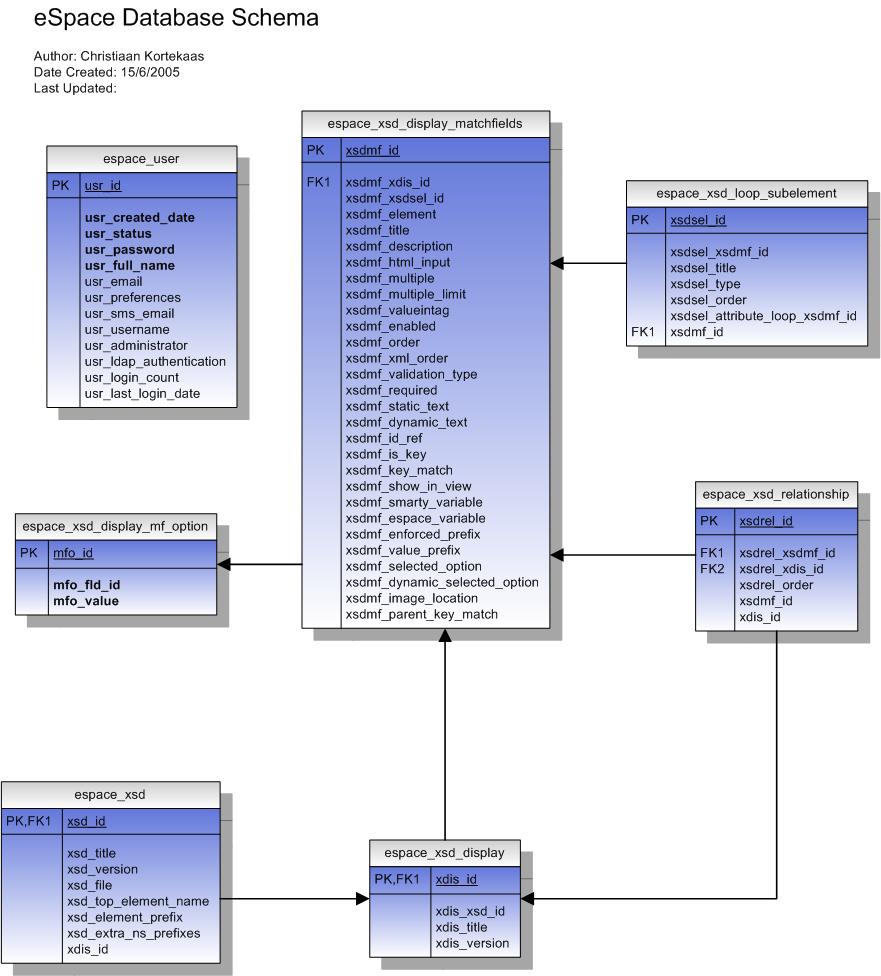 eSpace Database Schema
Author: Christiaan Kortekaas
Date Created: 15/6/2005
Last Updated:
espace_user
PK usr_id
usr_created_date
usr_status
usr_password
usr_full_name
usr_email
usr_preferences
usr_sms_email
usr_username
usr_administrator
usr_ldap_authentication
usr_login_count
usr_last_login_date
espace_xsd_display_matchfields
PK xsdmf_id
FK1 xsdmf_xdis_id
xsdmf_xsdsel_id
xsdmf_element
xsdmf_title
xsdmf_description
xsdmf_html_input
xsdmf_multiple
xsdmf_multiple_limit
xsdmf_valueintag
xsdmf_enabled
xsdmf_order
xsdmf_xml_order
xsdmf_validation_type
xsdmf_required
xsdmf_static_text
xsdmf_dynamic_text
xsdmf_id_ref
xsdmf_is_key
xsdmf_key_match
xsdmf_show_in_view
xsdmf_smarty_variable
xsdmf_espace_variable
xsdmf_enforced_prefix
xsdmf_value_prefix
xsdmf_selected_option
xsdmf_dynamic_selected_option
xsdmf_image_location
xsdmf_parent_key_match
espace_xsd_loop_subelement
PK xsdsel_id
xsdsel_xsdmf_id
xsdsel_title
xsdsel_type
xsdsel_order
xsdsel_attribute_loop_xsdmf_id
FK1 xsdmf_id
espace_xsd_display_mf_option
PK mfo_id
mfo_fld_id
mfo_value
espace_xsd_relationship
PK xsdrel_id
FK1 xsdrel_xsdmf_id
FK2 xsdrel_xdis_id
xsdrel_order
xsdmf_id
xdis_id
espace_xsd
PK,FK1 xsd_id
xsd_title
xsd_version
xsd_file
xsd_top_element_name
xsd_element_prefix
xsd_extra_ns_prefixes
xdis_id
espace_xsd_display
PK,FK1 xdis_id
xdis_xsd_id
xdis_title
xdis_version